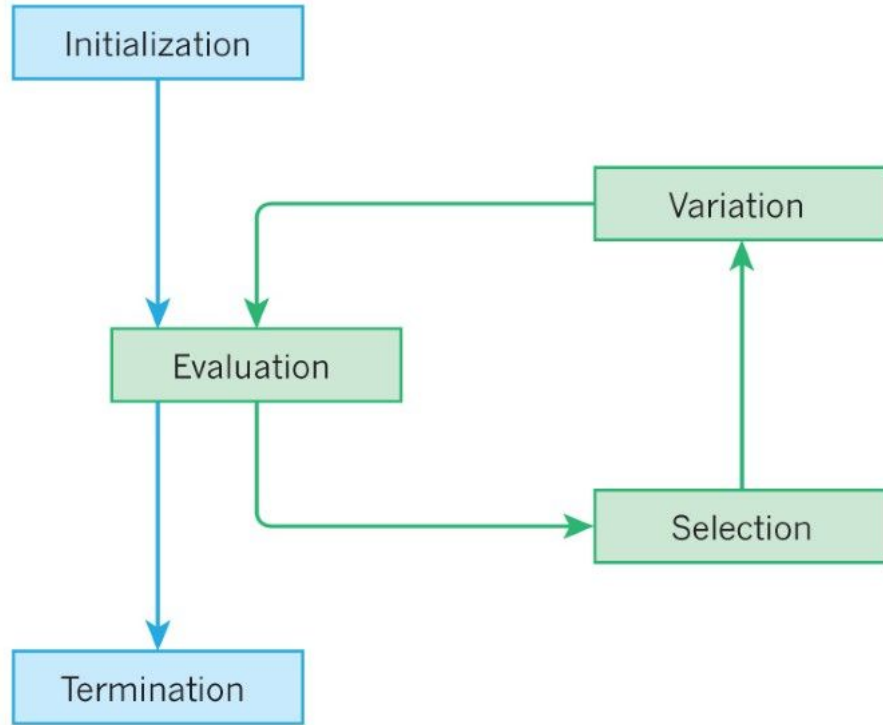 Initialization
Variation
Evaluation
Selection
Termination